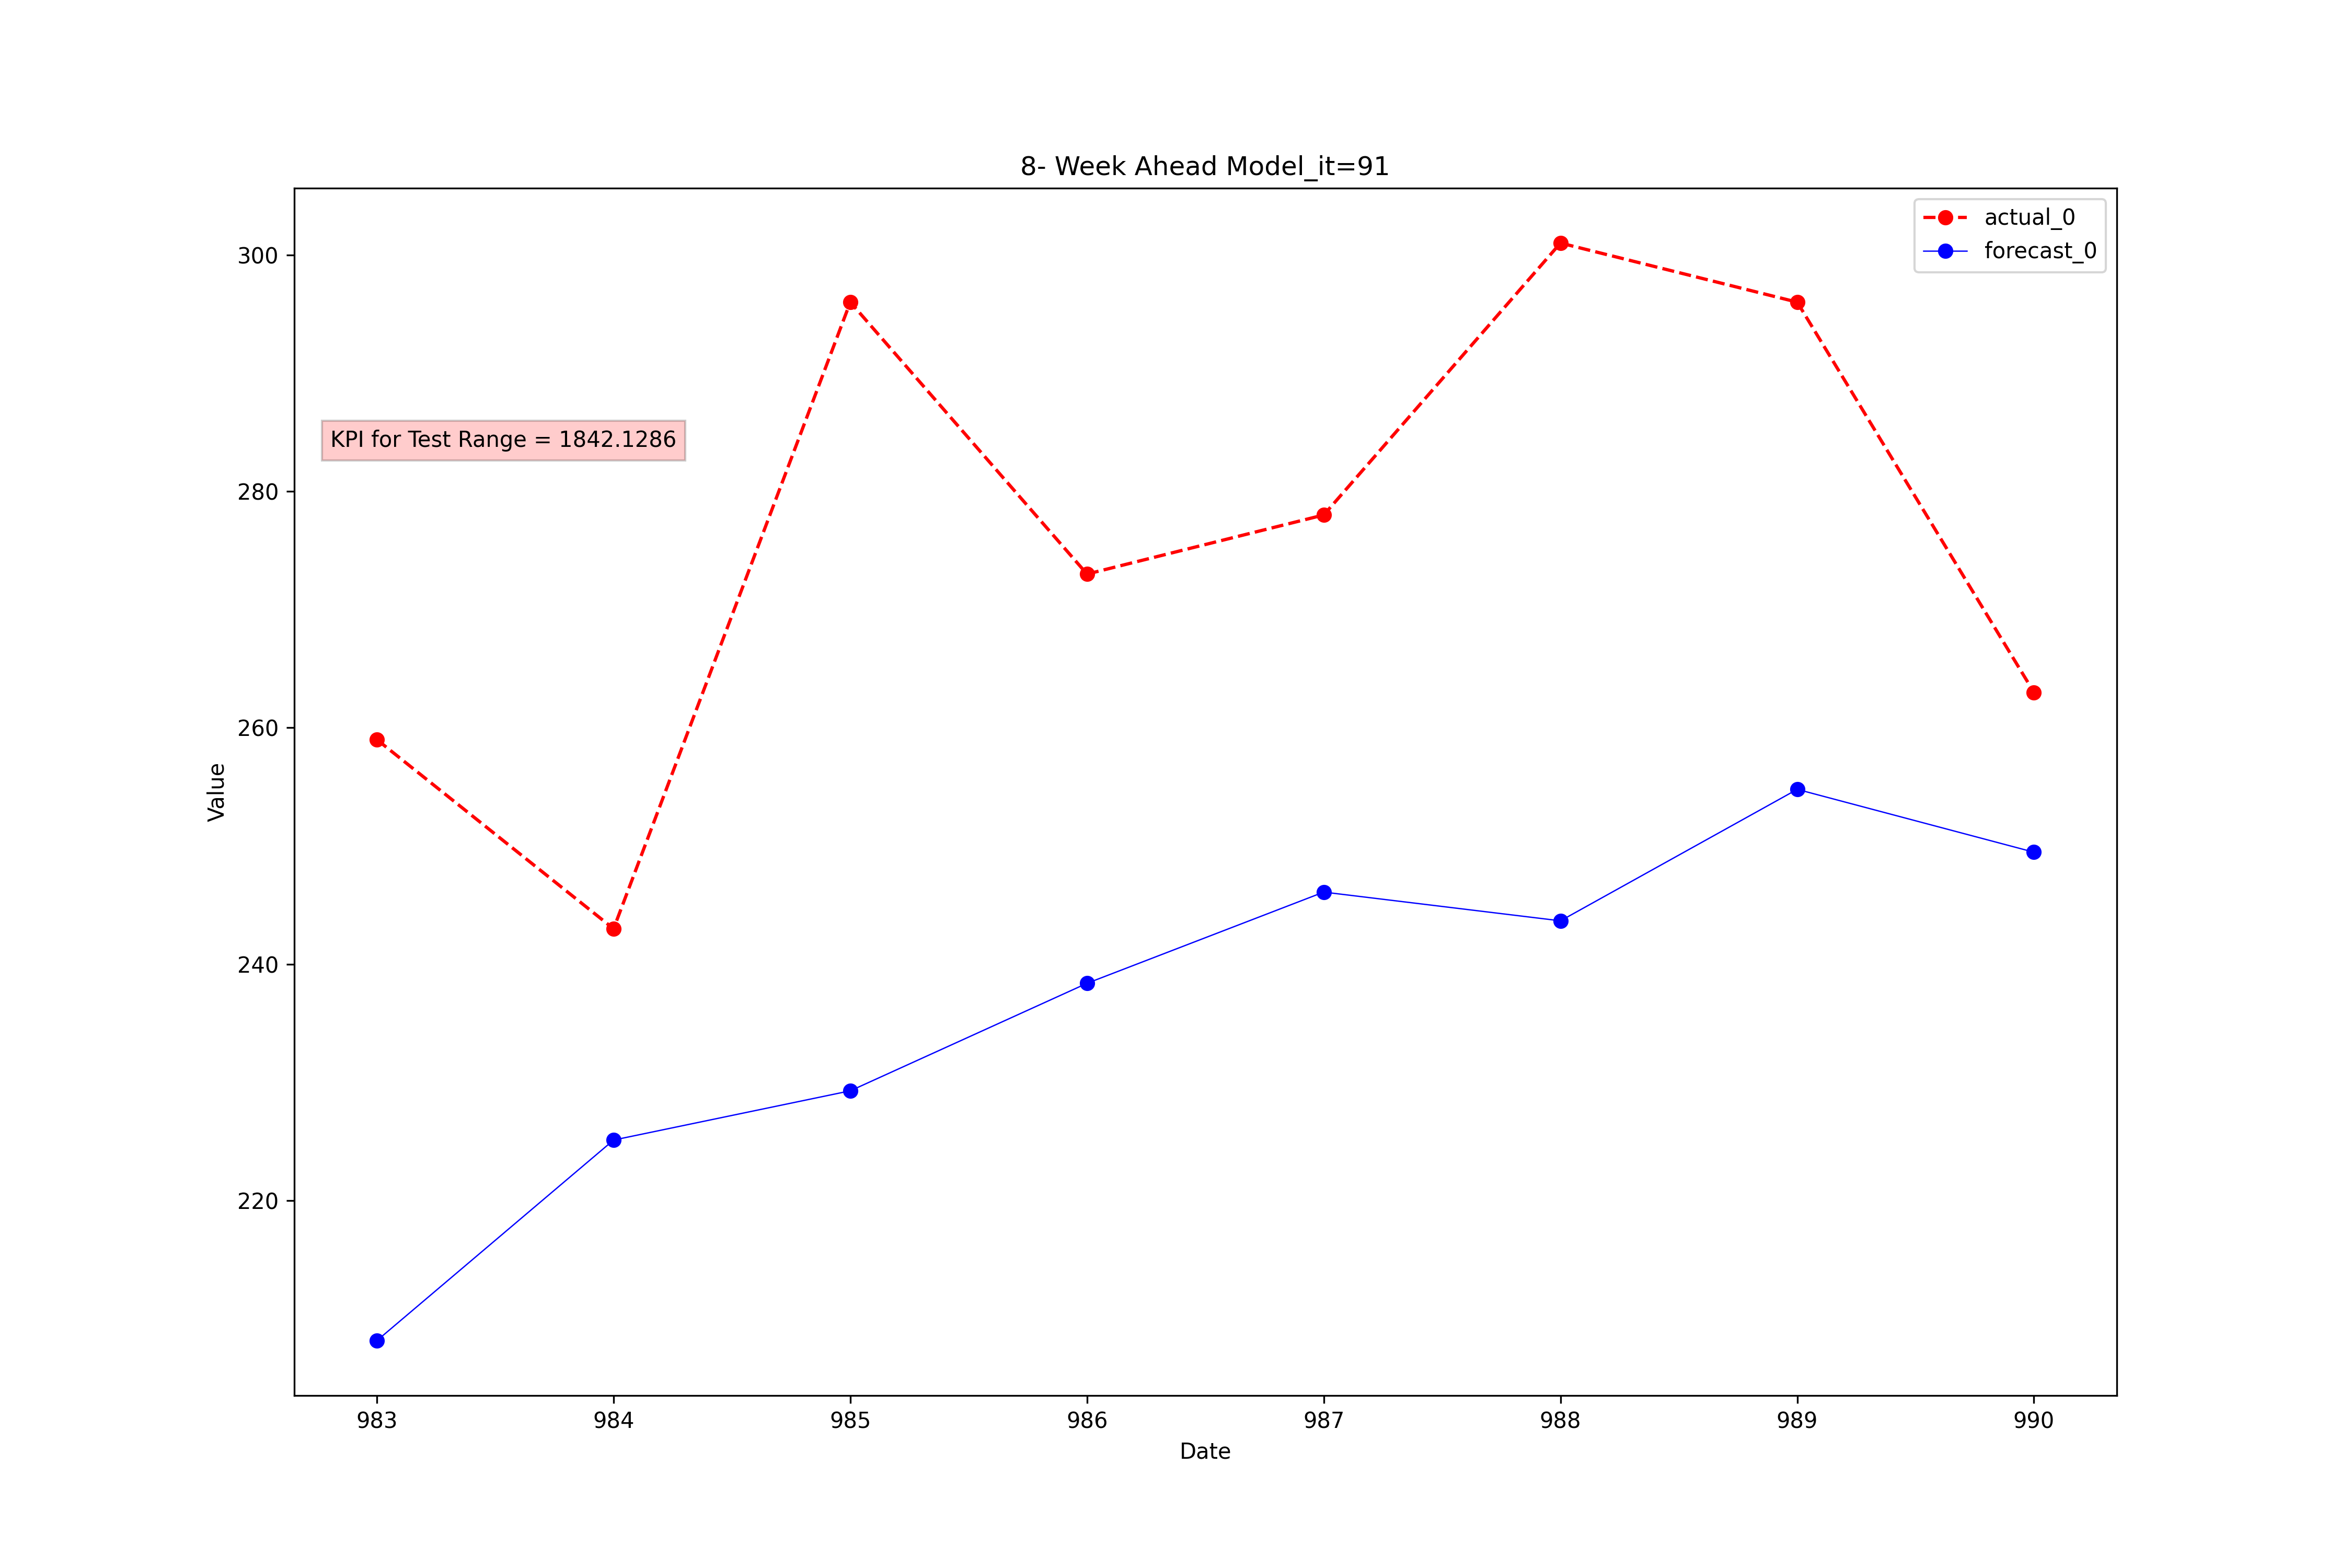 8- Week Ahead Model_it=91
actual_0
forecast_0
KPI for Test Range = 1842.1286
300
280
260
240
220
Value
983 984 985 986 987 988 989 990
Date